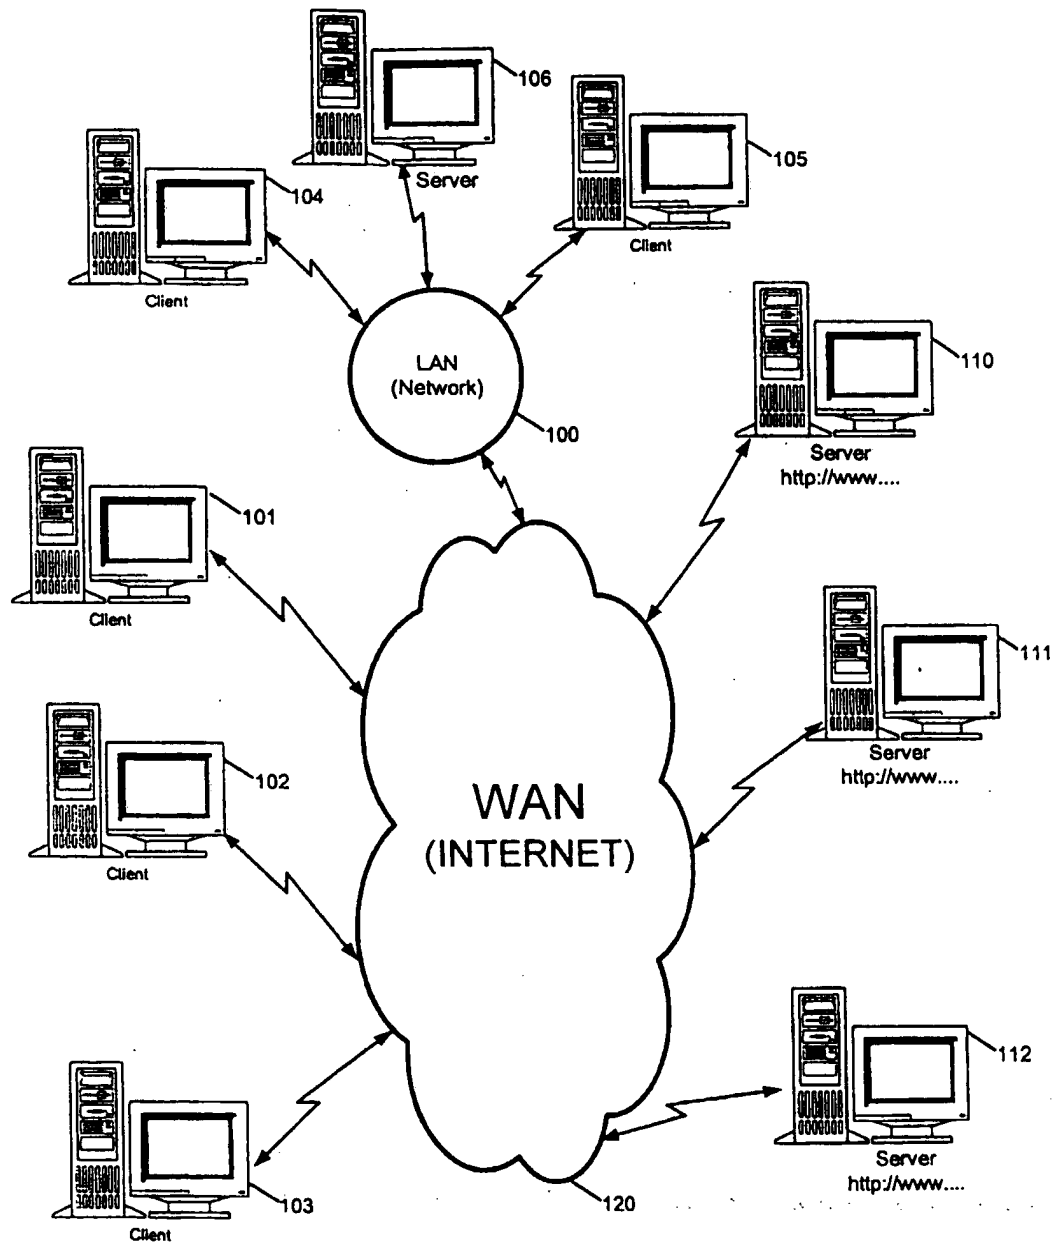 106
Server
105
Client
104
Client
LAN
(Network)
100
110
Server
http://www....
101
Client
111
Server
http://www....
102
Client
WAN
(INTERNET)
112
Server
http://www....
103
Client
120